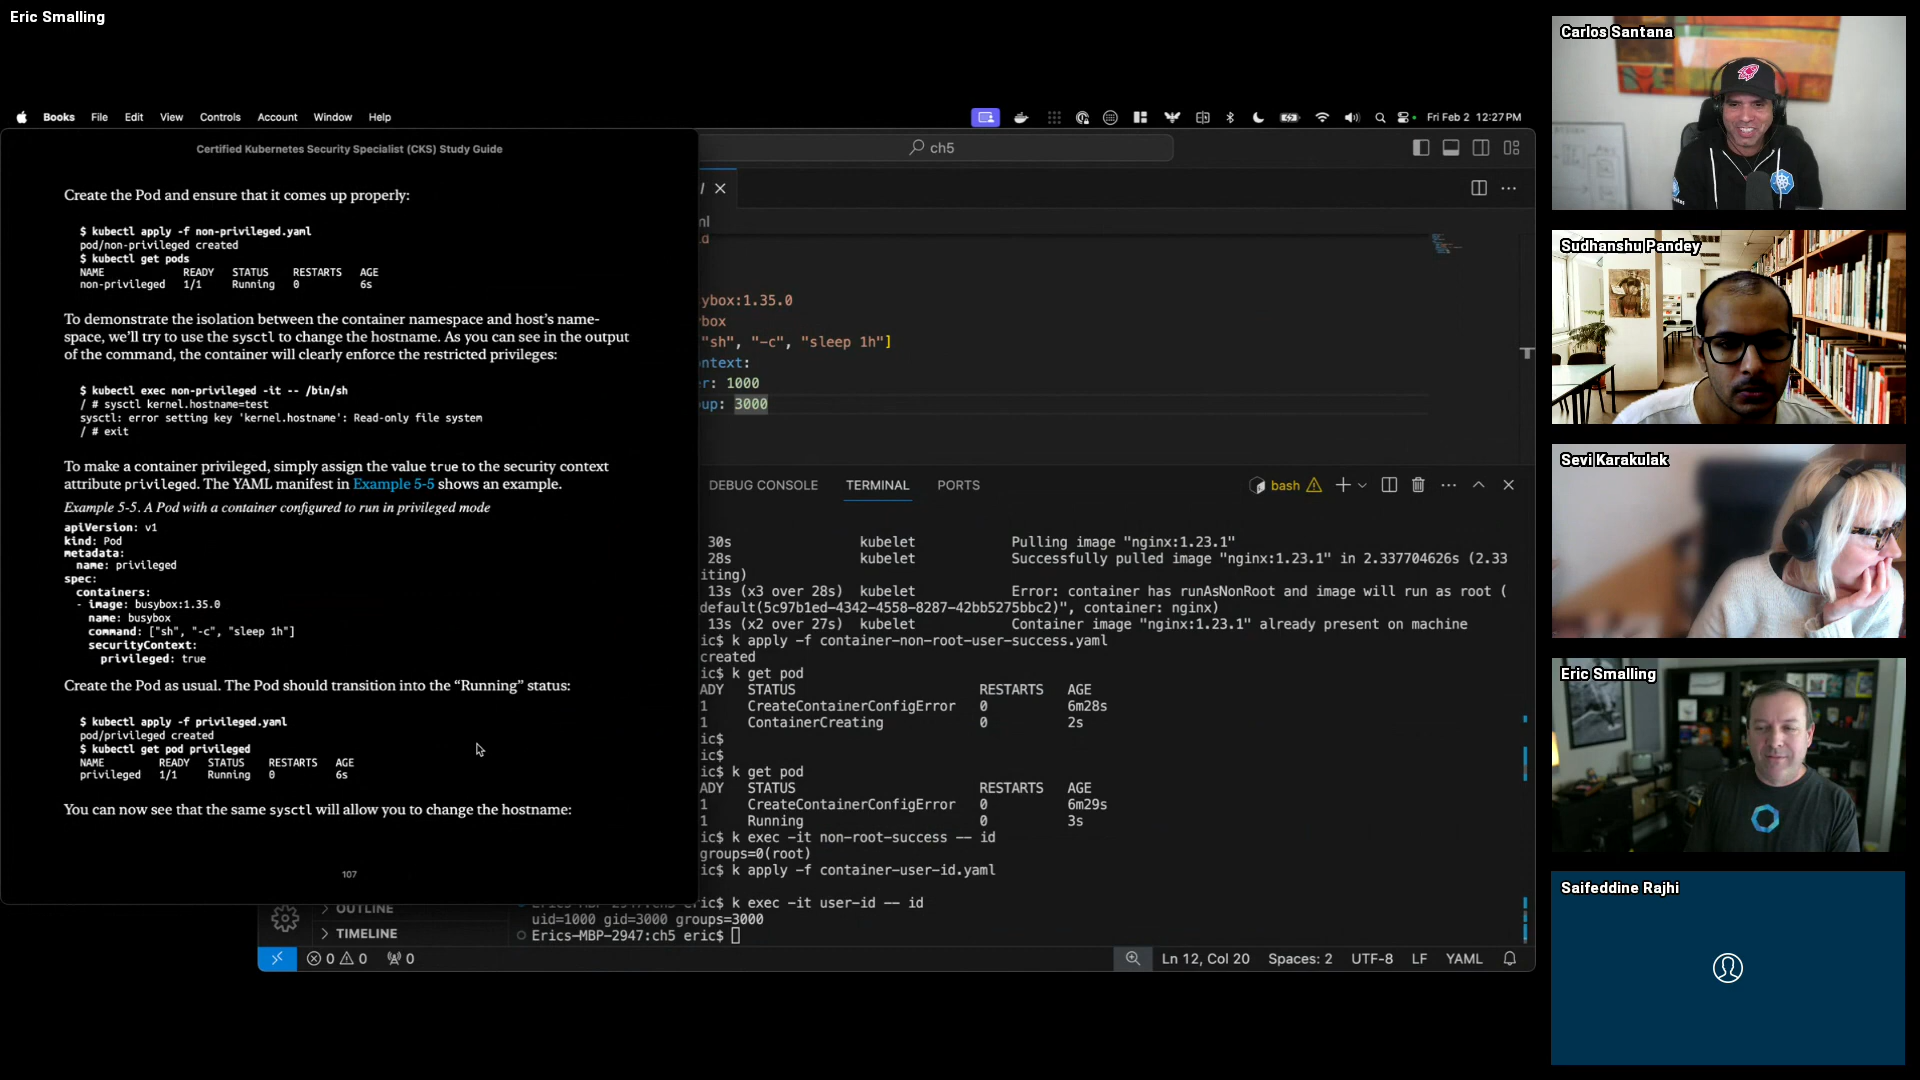 Eric Smalling
Books File Edit View Controls Account Window Help
Fri Feb 2 12:27 PM
Certified Kubernetes Security Specialist (CKS) Study Guide
Create the Pod and ensure that it comes up properly:
$ kubectl apply -f non-privileged.yaml
pod/non-privileged created
$ kubectl get pods
NAME READY STATUS RESTARTS AGE
non-privileged 1/1 Running 0 6s
To demonstrate the isolation between the container namespace and host's name-
space, we'll try to use the sysctl to change the hostname. As you can see in the output
of the command, the container will clearly enforce the restricted privileges:
$ kubectl exec non-privileged -it -- /bin/sh
/ # sysctl kernel.hostname=test
sysctl: error setting key 'kernel.hostname': Read-only file system
/ # exit
To make a container privileged, simply assign the value true to the security context
attribute privileged. The YAML manifest in Example 5-5 shows an example.
Example 5-5. A Pod with a container configured to run in privileged mode
apiVersion: v1
kind: Pod
metadata:
name: privileged
spec:
containers:
- image: busybox:1.35.0
name: busybox
command: ["sh", "-c", "sleep 1h"]
securityContext:
privileged: true
Create the Pod as usual. The Pod should transition into the "Running" status:
$ kubectl apply -f privileged.yaml
pod/privileged created
$ kubectl get pod privileged
NAME READY STATUS RESTARTS AGE
privileged 1/1 Running 0 6s
You can now see that the same sysctl will allow you to change the hostname:
107
ch5
ml
d
ybox:1.35.0
box
"sh", "-c", "sleep 1h"]
ntext:
r: 1000
up: 3000
DEBUG CONSOLE TERMINAL PORTS
bash
30s kubelet Pulling image "nginx:1.23.1"
28s kubelet Successfully pulled image "nginx:1.23.1" in 2.337704626s (2.33
iting)
13s (x3 over 28s) kubelet Error: container has runAsNonRoot and image will run as root (
default(5c97b1ed-4342-4558-8287-42bb5275bbc2)", container: nginx)
13s (x2 over 27s) kubelet Container image "nginx:1.23.1" already present on machine
ic$ k apply -f container-non-root-user-success.yaml
created
ic$ k get pod
ADY STATUS RESTARTS AGE
1 CreateContainerConfigError 0 6m28s
1 ContainerCreating 0 2s
ic$
ic$
ic$ k get pod
ADY STATUS RESTARTS AGE
1 CreateContainerConfigError 0 6m29s
1 Running 0 3s
ic$ k exec -it non-root-success -- id
groups=0(root)
ic$ k apply -f container-user-id.yaml
ic$ k exec -it user-id -- id
uid=1000 gid=3000 groups=3000
Erics-MBP-2947:ch5 eric$
OUTLINE
TIMELINE
0 0 0
Ln 12, Col 20 Spaces: 2 UTF-8 LF YAML
Carlos Santana
Sudhanshu Pandey
Sevi Karakulak
Eric Smalling
Saifeddine Rajhi